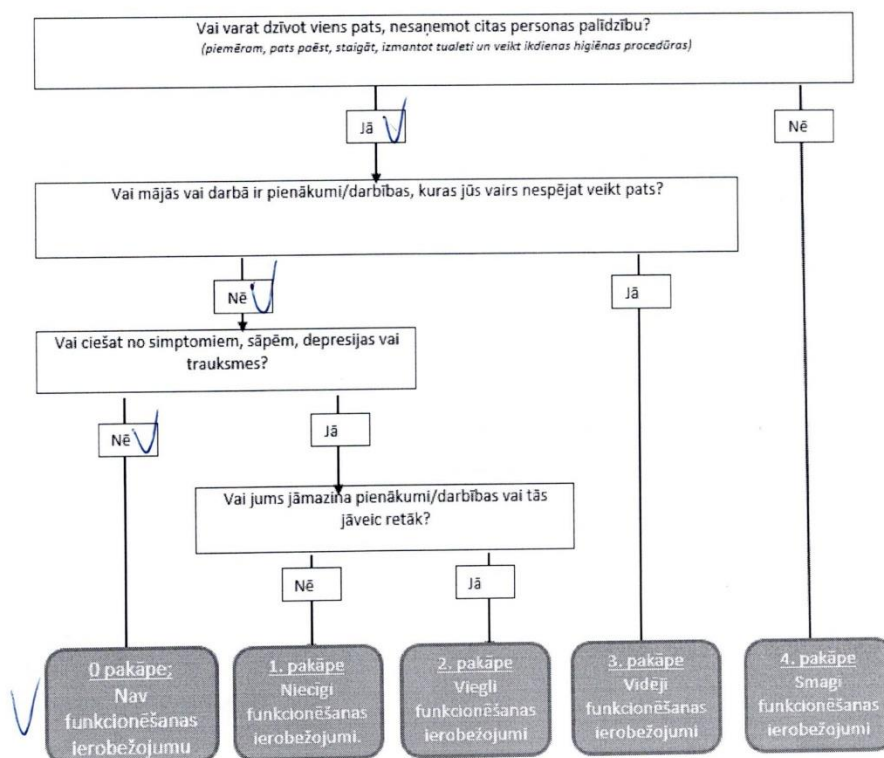 Vai varat dzīvot viens pats, nesaņemot citas personas palīdzību?
(piemēram, pats paēst, staigāt, izmantot tualeti un veikt ikdienas higiēnas procedūras)
Jā
Nē
Vai mājās vai darbā ir pienākumi/darbības, kuras jūs vairs nespējat veikt pats?
Nē
Jā
Vai ciešat no simptomiem, sāpēm, depresijas vai
trauksmes?
Nē
Jā
Vai jums jāmazina pienākumi/darbības vai tās
jāveic retāk?
Nē
Jā
0 pakāpe;
Nav
funkcionēšanas
ierobežojumu
1. pakāpe
Niecīgi
funkcionēšanas
ierobežojumi.
2. pakāpe
Viegli
funkcionēšanas
ierobežojumi
3. pakāpe
Vidēji
funkcionēšanas
ierobežojumi
4. pakāpe
Smagi
funkcionēšanas
ierobežojumi